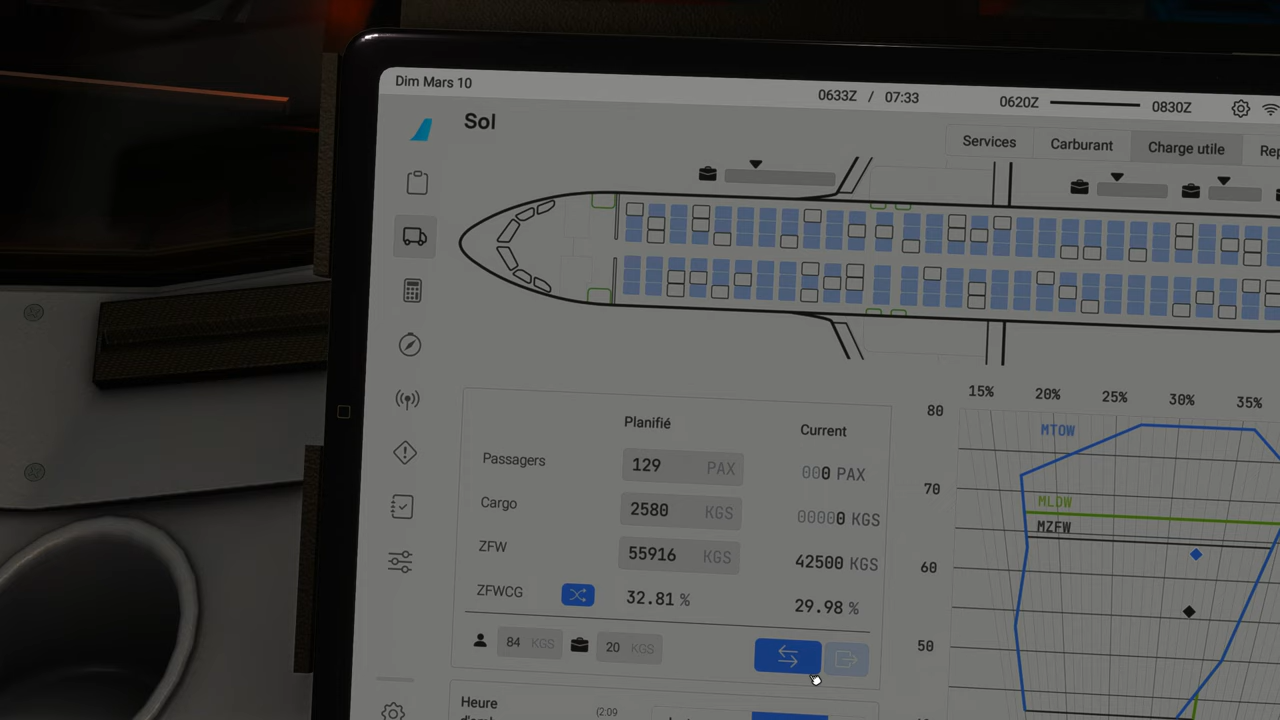 Dim Mars 10
0633Z / 07:33
0620Z 0830Z
Sol
Services Carburant Charge utile
15% 20% 25% 30% 35%
80
MTOW
70
MLDW
MZFW
60
50
Planifié Current
Passagers 129 PAX 000 PAX
Cargo 2580 KGS 00000 KGS
ZFW 55916 KGS 42500 KGS
ZFWCG 32.81 % 29.98 %
84 KGS 20 KGS
Heure
(2:09